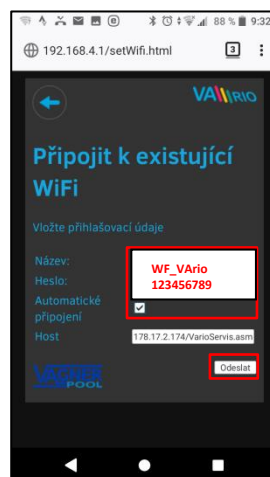 88 % 9:32
192.168.4.1/setWifi.html 3
VARIO
Připojit k existující
WiFi
Vložte přihlašovací údaje
Název: WF_VArio
Heslo: 123456789
Automatické
připojení
Host 178.17.2.174/VarioServis.asm
Odeslat
VAGNER
POOL